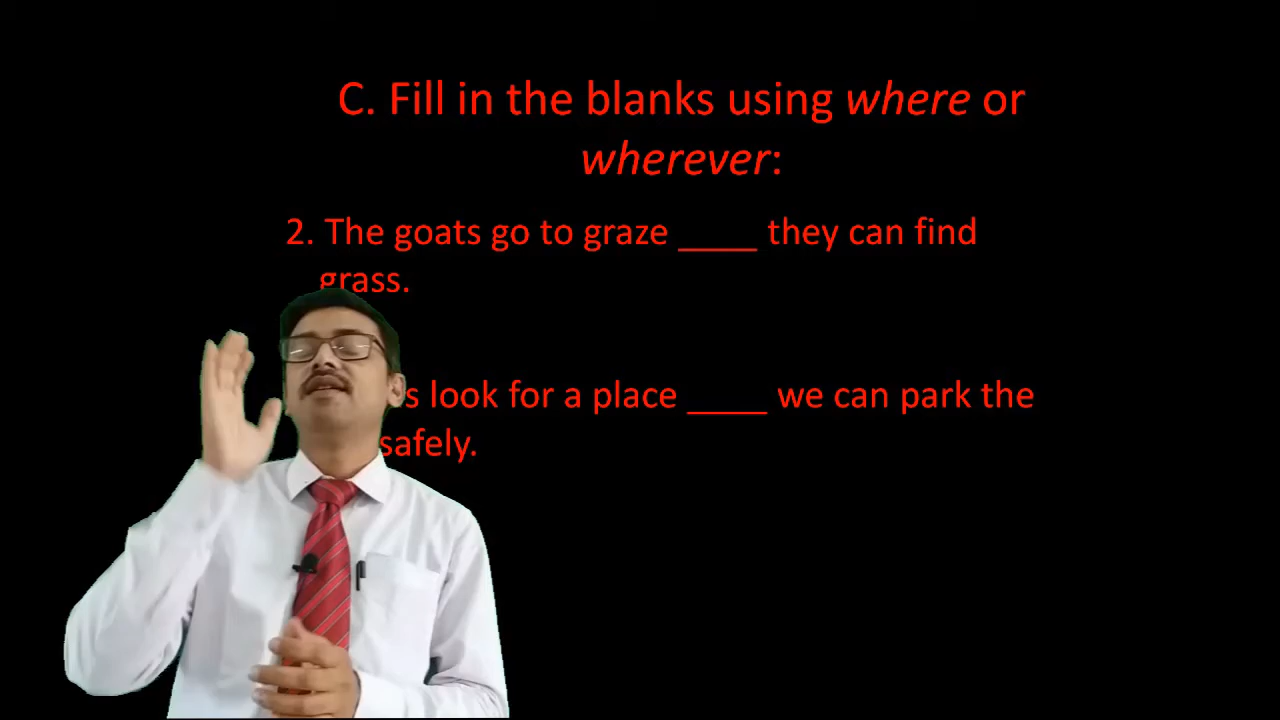 C. Fill in the blanks using where or
wherever:
2. The goats go to graze ____ they can find
grass.
s look for a place ____ we can park the
safely.